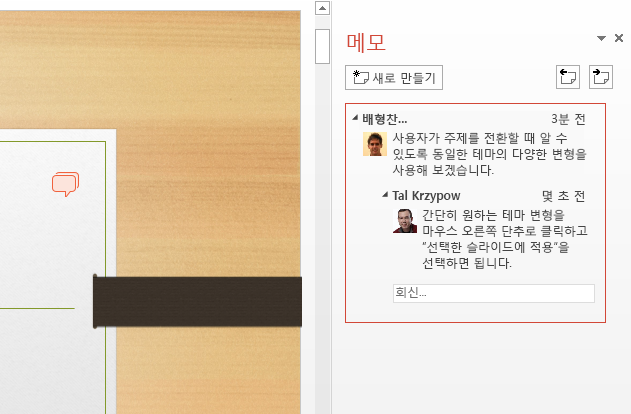 메모
새로 만들기
배형찬... 3분 전
사용자가 주제를 전환할 때 알 수
있도록 동일한 테마의 다양한 변형을
사용해 보겠습니다.
Tal Krzypow 몇 초 전
간단히 원하는 테마 변형을
마우스 오른쪽 단추로 클릭하고
"선택한 슬라이드에 적용"을
선택하면 됩니다.
회신...